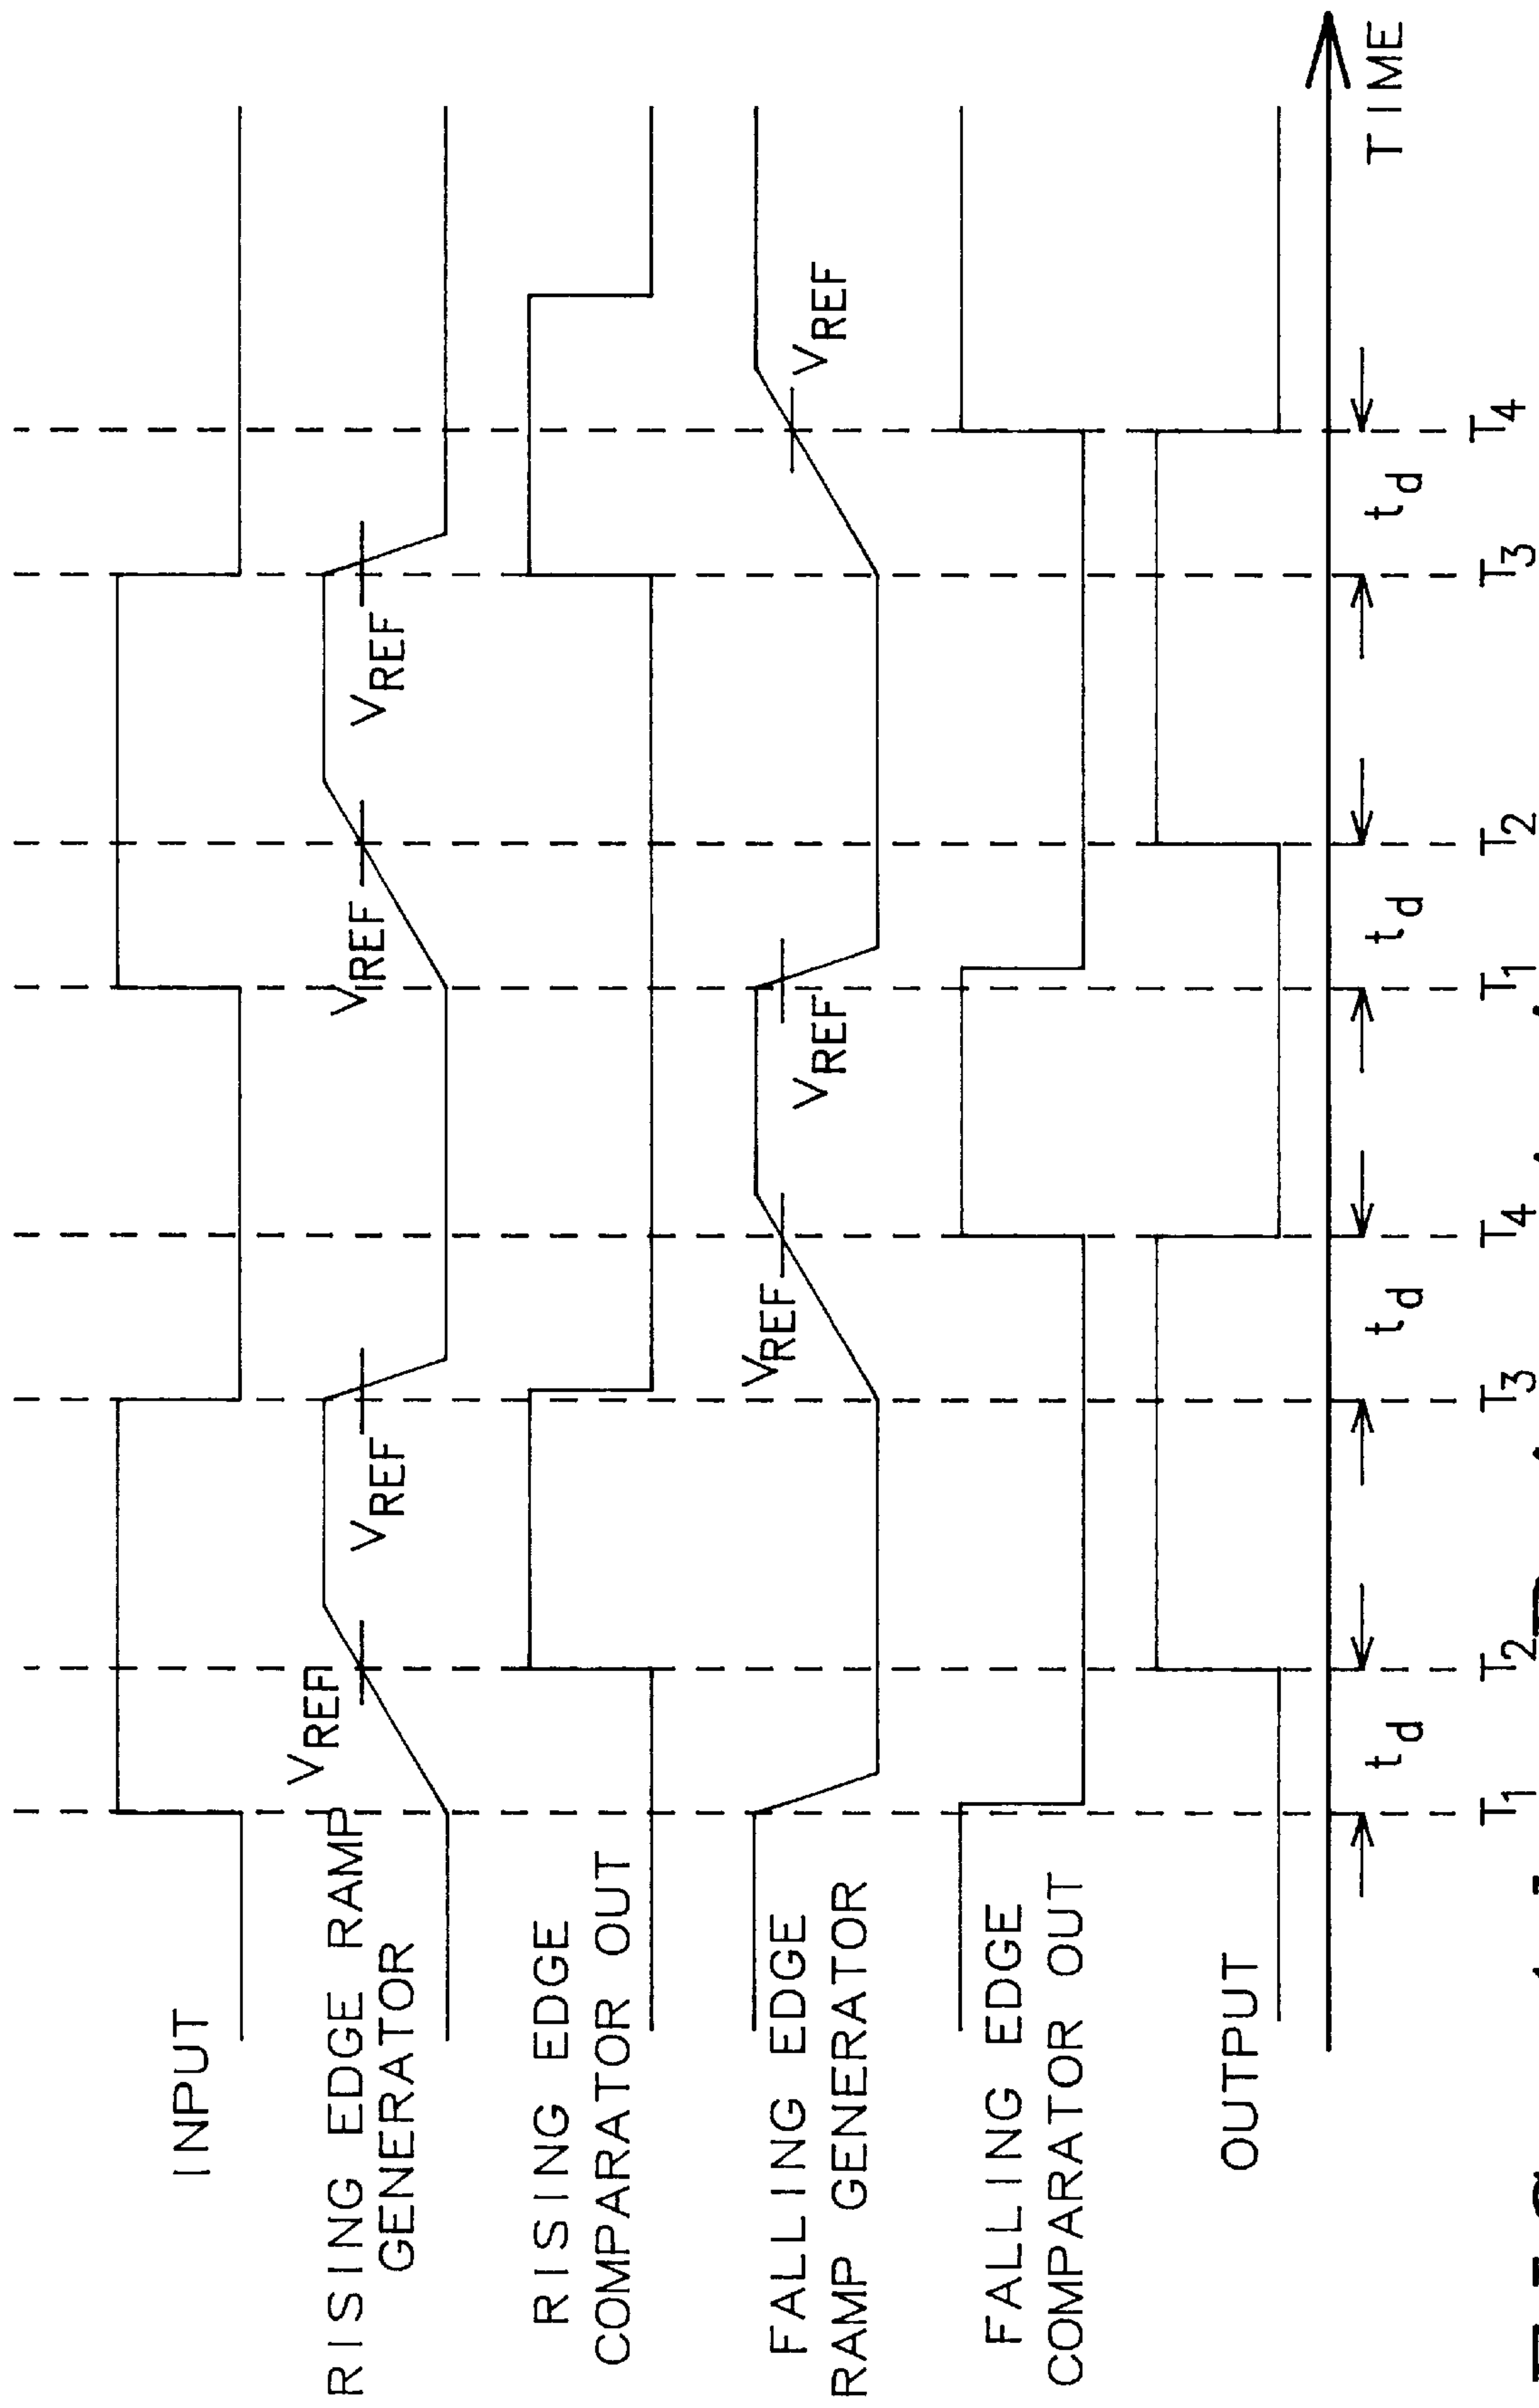 INPUT
RISING EDGE RAMP
GENERATOR
VREF
VREF
VREF
VREF
RISING EDGE
COMPARATOR OUT
FALLING EDGE
RAMP GENERATOR
VREF
VREF
VREF
FALLING EDGE
COMPARATOR OUT
OUTPUT
TIME
td
td
td
td
T1
T2
T3
T4
T1
T2
T3
T4